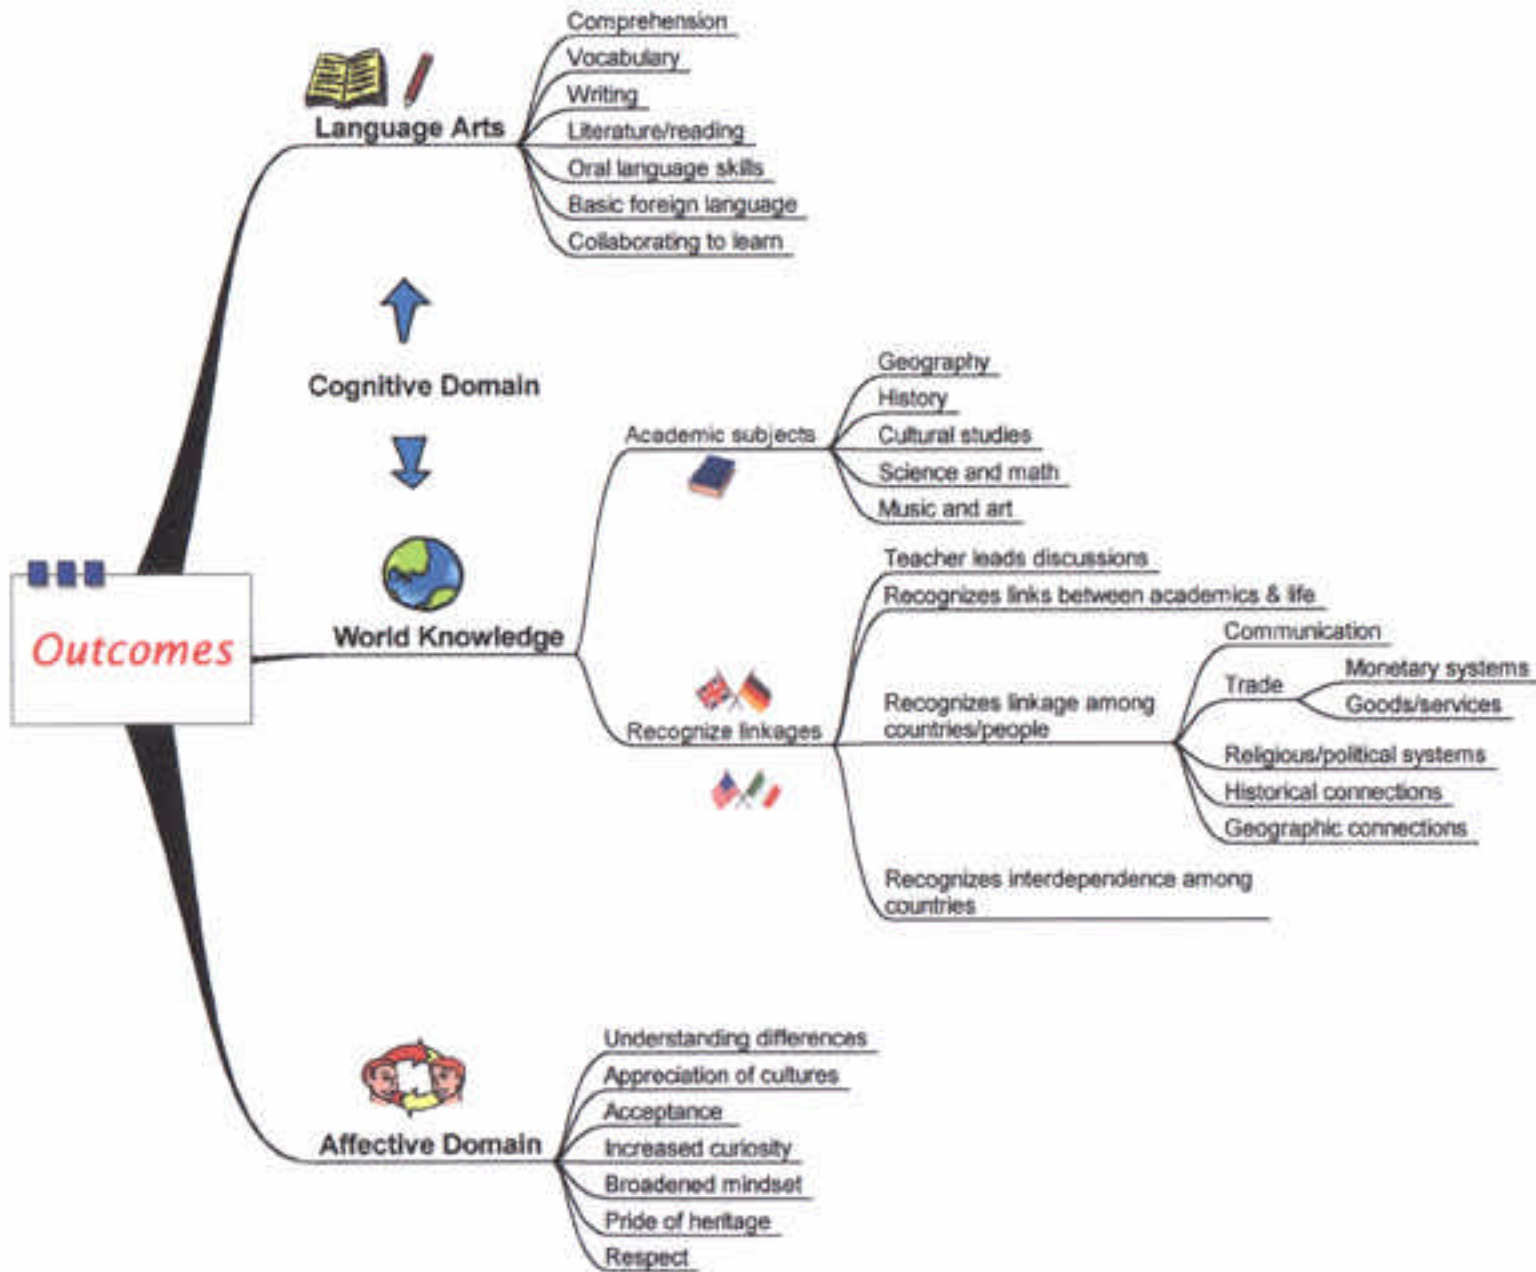 Outcomes
Language Arts
Comprehension
Vocabulary
Writing
Literature/reading
Oral language skills
Basic foreign language
Collaborating to learn
Cognitive Domain
World Knowledge
Academic subjects
Geography
History
Cultural studies
Science and math
Music and art
Recognize linkages
Teacher leads discussions
Recognizes links between academics & life
Recognizes linkage among
countries/people
Communication
Trade
Monetary systems
Goods/services
Religious/political systems
Historical connections
Geographic connections
Recognizes interdependence among
countries
Affective Domain
Understanding differences
Appreciation of cultures
Acceptance
Increased curiosity
Broadened mindset
Pride of heritage
Respect